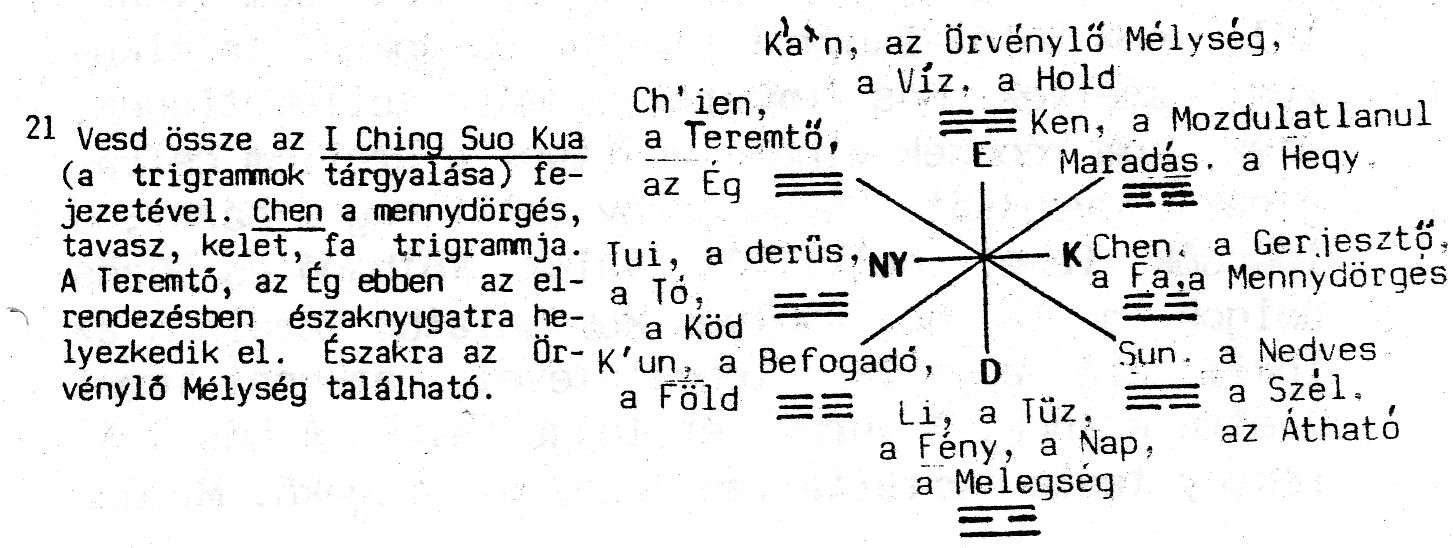 21 Vesd össze az I Ching Suo Kua
(a trigrammok tárgyalása) fe-
jezetével. Chen a mennydörgés,
tavasz, kelet, fa trigrammja.
A Teremtő, az Ég ebben az el-
rendezésben északnyugatra he-
lyezkedik el. Északra az Ör-
vénylő Mélység található.
K'a'n, az Örvénylő Mélység,
a Víz. a Hold
Ch'ien,
a Teremtő,
az Ég
Ken, a Mozdulatlanul
Maradás. a Hegy.
E
Tui, a derűs,
a Tó,
a Köd
NY
K
Chen. a Gerjesztő,
a Fa,a Mennydörgés
K'un, a Befogadó,
a Föld
D
Sun. a Nedves
a Szél.
az Átható
Li, a Tűz,
a Fény, a Nap,
a Melegség